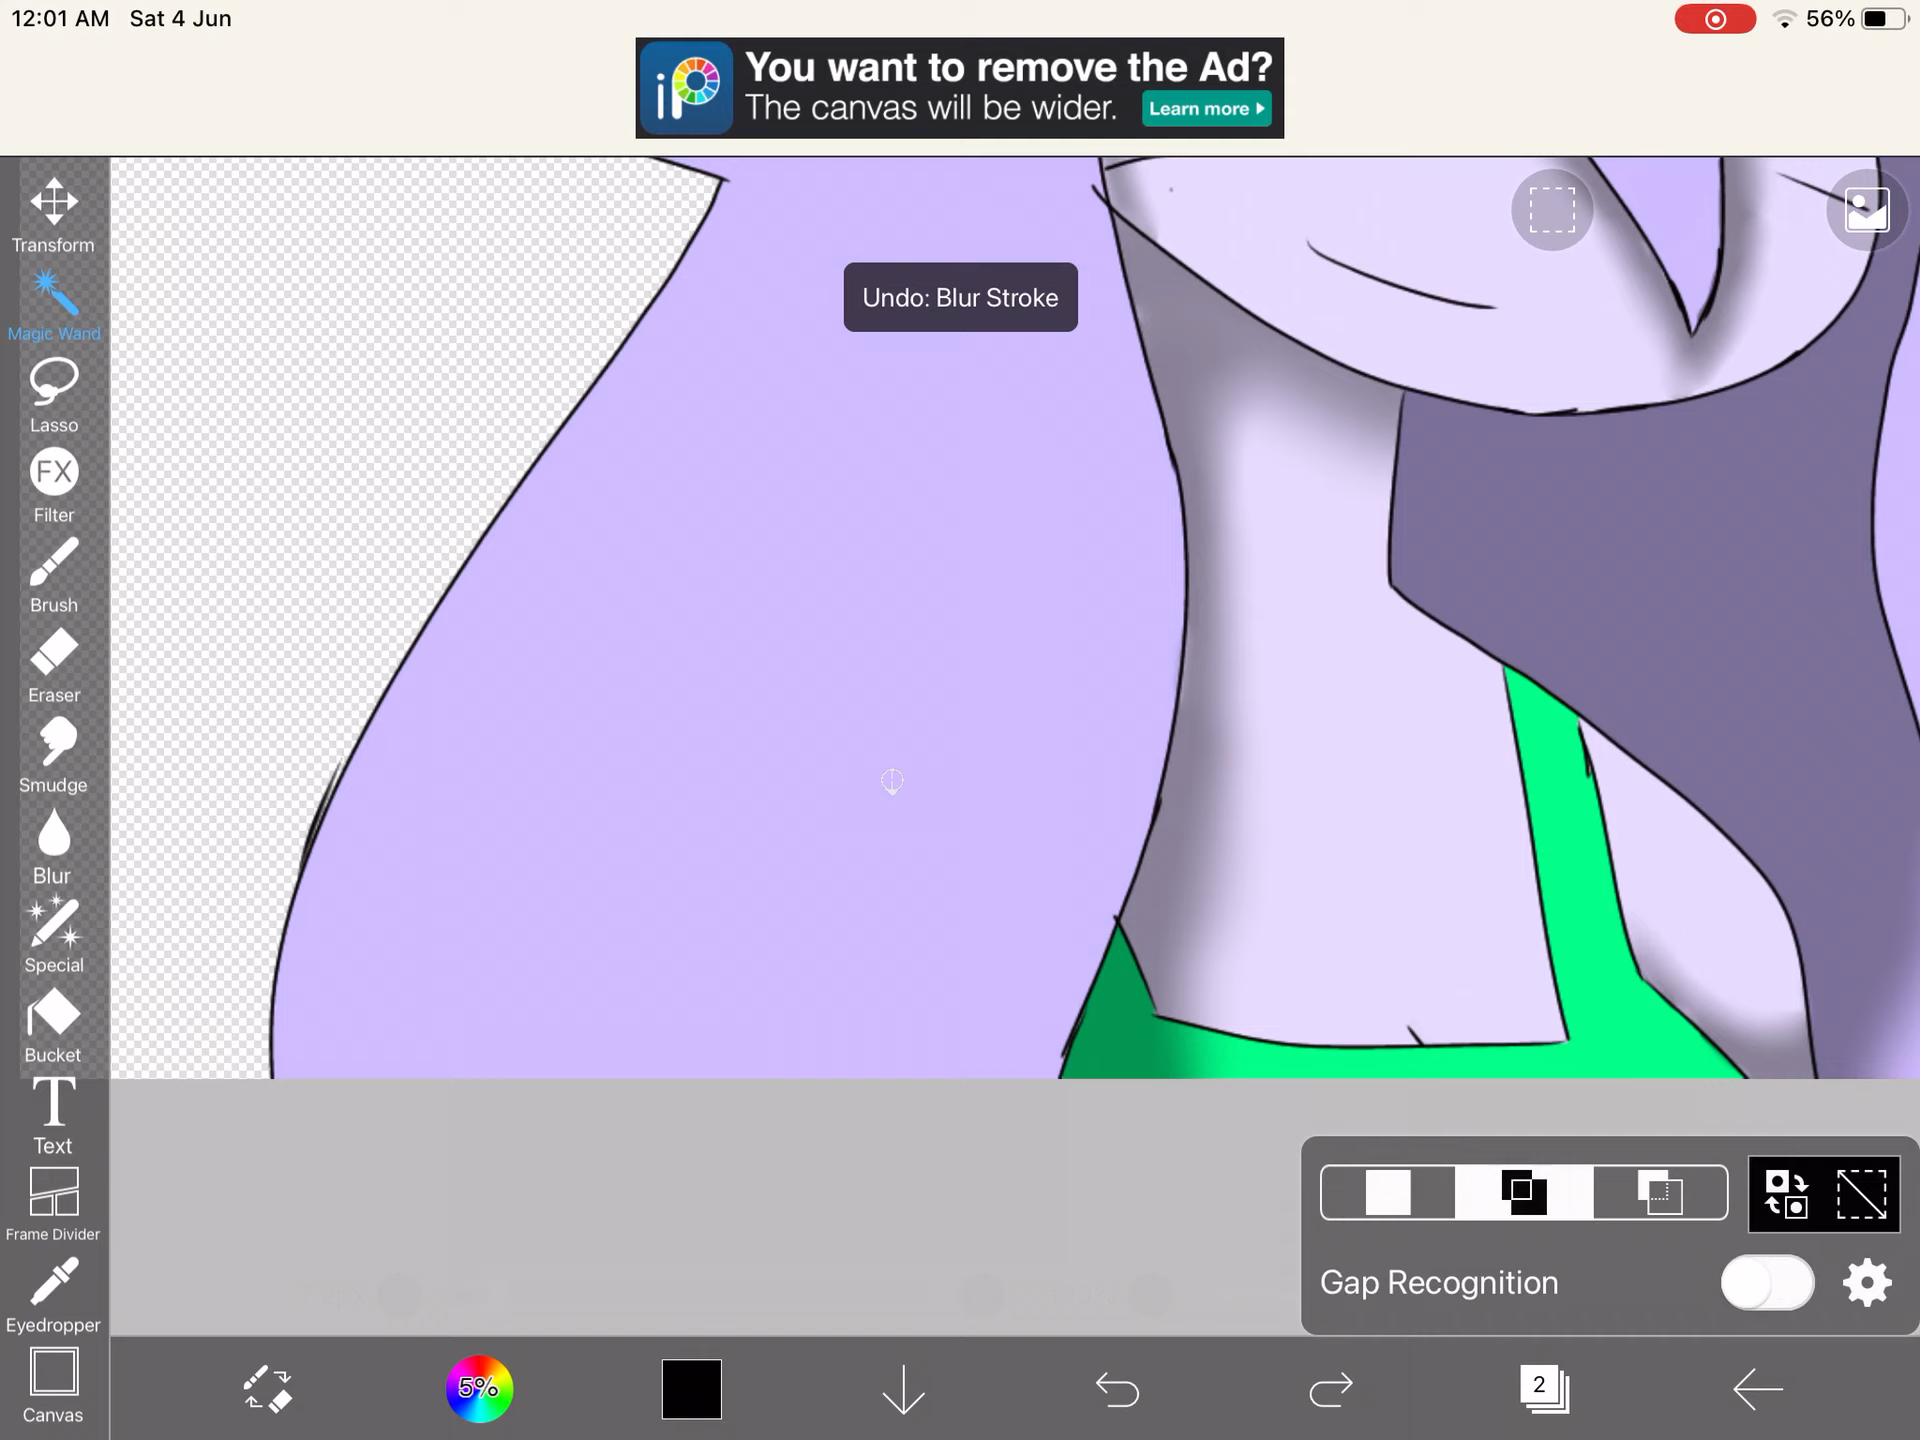 12:01 AM Sat 4 Jun
56%
iP
You want to remove the Ad?
The canvas will be wider.
Learn more
Transform
Magic Wand
Lasso
FX
Filter
Brush
Eraser
Smudge
Blur
Special
Bucket
T
Text
Frame Divider
Eyedropper
Canvas
Undo: Blur Stroke
Gap Recognition
5%
2